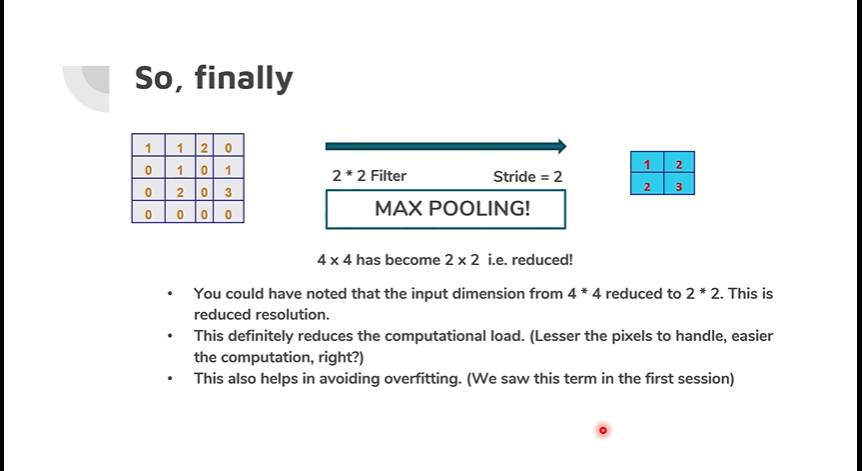 So, finally
1 1 2 0
0 1 0 1
0 2 0 3
0 0 0 0
2 * 2 Filter
Stride = 2
MAX POOLING!
1 2
2 3
4 x 4 has become 2 x 2 i.e. reduced!
• You could have noted that the input dimension from 4 * 4 reduced to 2 * 2. This is
reduced resolution.
• This definitely reduces the computational load. (Lesser the pixels to handle, easier
the computation, right?)
• This also helps in avoiding overfitting. (We saw this term in the first session)